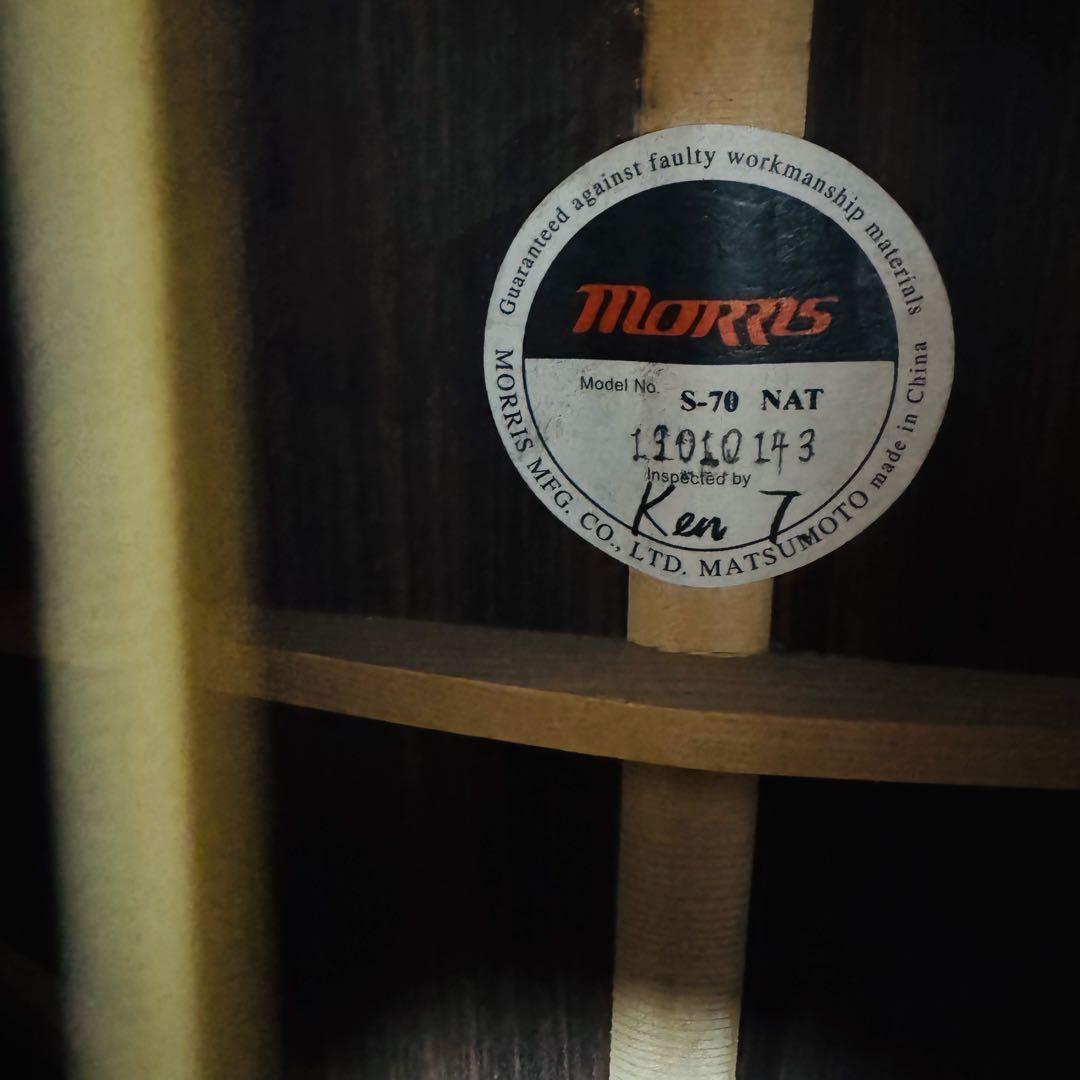 Guaranteed against faulty workmanship materials
MORRIS
Model No. S-70 NAT
Inspected by
Ken T
MORRIS MFG. CO., LTD. MATSUMOTO made in China